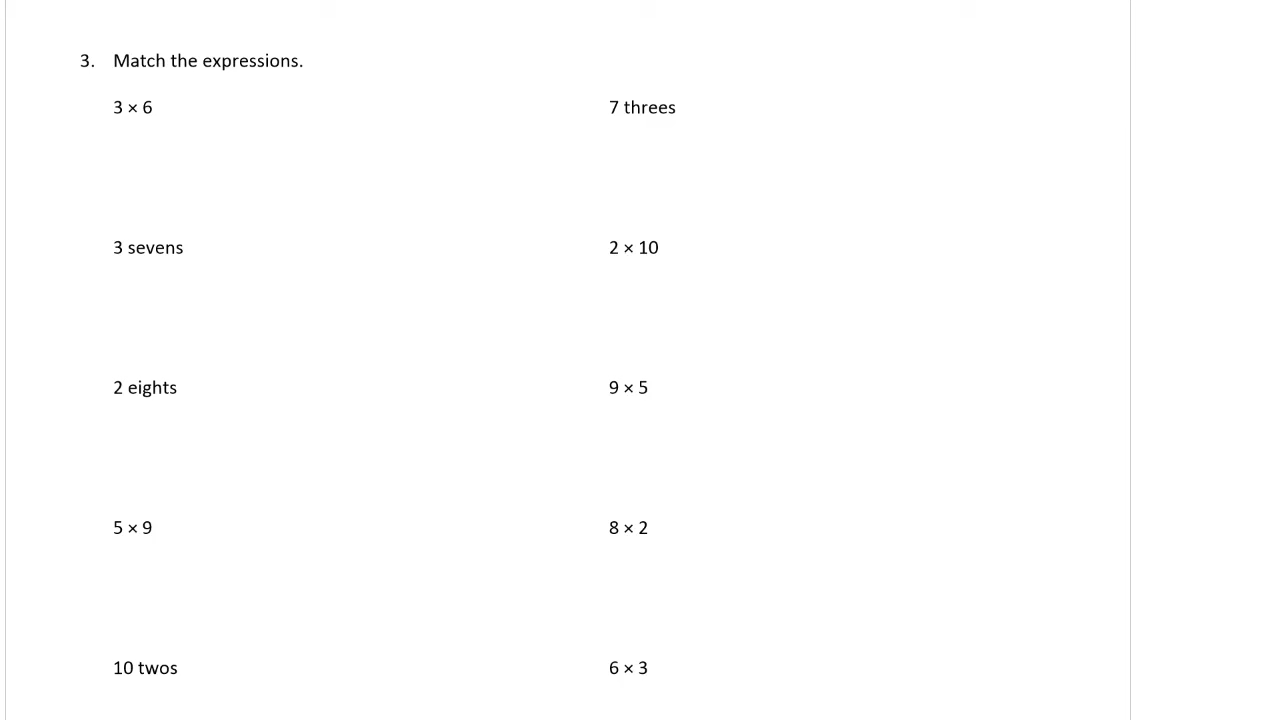 3. Match the expressions.
3 × 6 7 threes
3 sevens 2 × 10
2 eights 9 × 5
5 × 9 8 × 2
10 twos 6 × 3